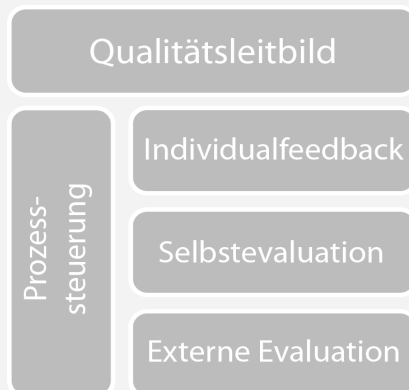 Qualitätsleitbild
Prozess-
steuerung
Individualfeedback
Selbstevaluation
Externe Evaluation